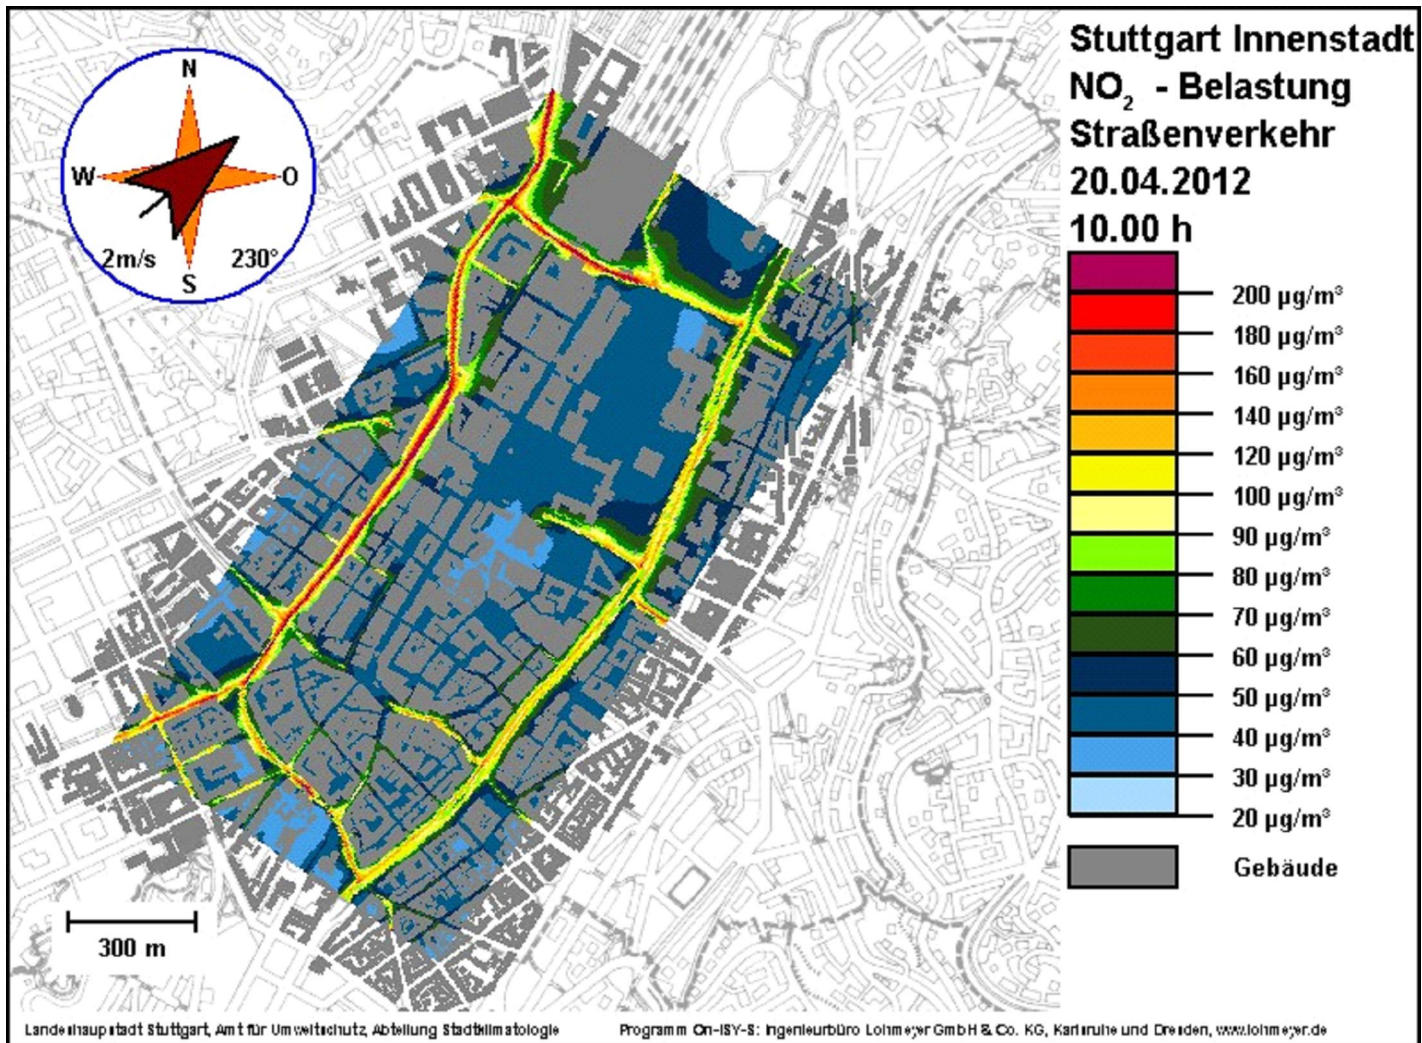 Stuttgart Innenstadt
NO₂ - Belastung
Straßenverkehr
20.04.2012
10.00 h
N
W
O
2m/s
230°
S
200 µg/m³
180 µg/m³
160 µg/m³
140 µg/m³
120 µg/m³
100 µg/m³
90 µg/m³
80 µg/m³
70 µg/m³
60 µg/m³
50 µg/m³
40 µg/m³
30 µg/m³
20 µg/m³
Gebäude
300 m
Landeshauptstadt Stuttgart, Amt für Umweltschutz, Abteilung Stadtklimatologie
Programm On-ISY-S: Ingenieurbüro Lohmeyer GmbH & Co. KG, Karlsruhe und Dresden, www.lohmeyer.de